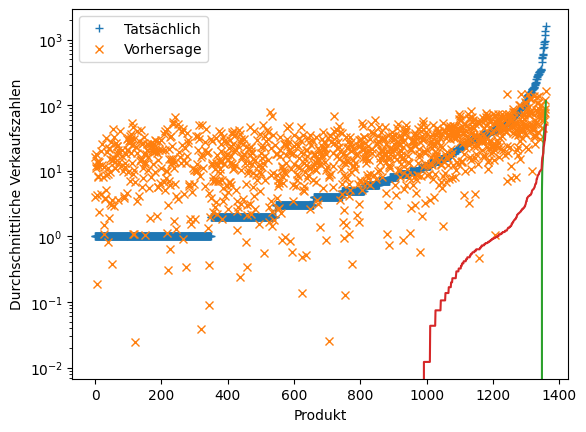 Tatsächlich
Vorhersage
Durchschnittliche Verkaufszahlen
10³
10²
10¹
10⁰
10⁻¹
10⁻²
0 200 400 600 800 1000 1200 1400
Produkt